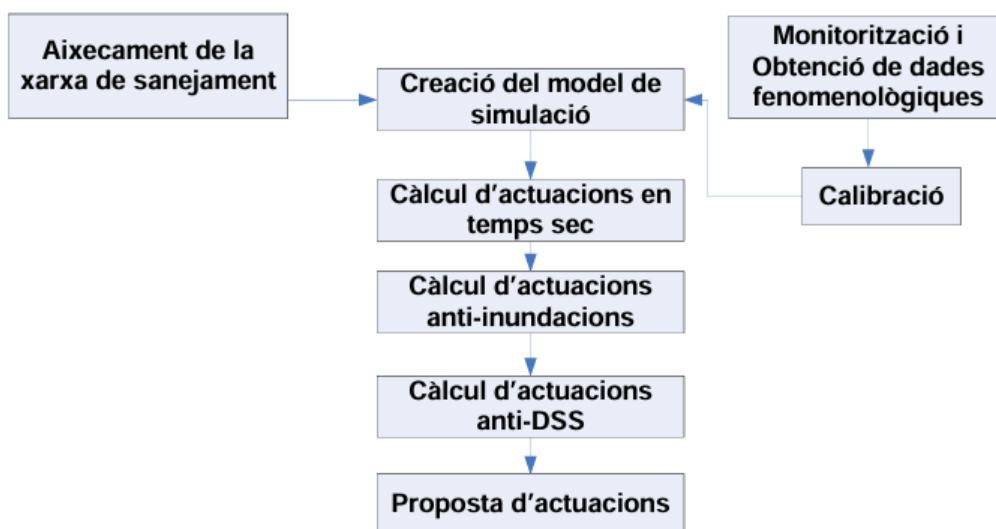 Aixecament de la
xarxa de sanejament
Monitorització i
Obtenció de dades
fenomenològiques
Creació del model de
simulació
Calibració
Càlcul d’actuacions en
temps sec
Càlcul d’actuacions
anti-inundacions
Càlcul d’actuacions
anti-DSS
Proposta d’actuacions